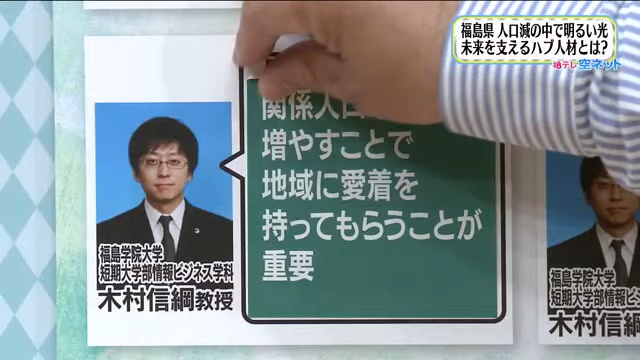 福島県 人口減の中で明るい光
未来を支えるハブ人材とは?
福テレ空ネット
関係人口
増やすことで
地域に愛着を
持ってもらうことが
重要
福島学院大学
短期大学部情報ビジネス学科
木村信綱教授
福島学院大
短期大学部情報ビジ
木村信綱